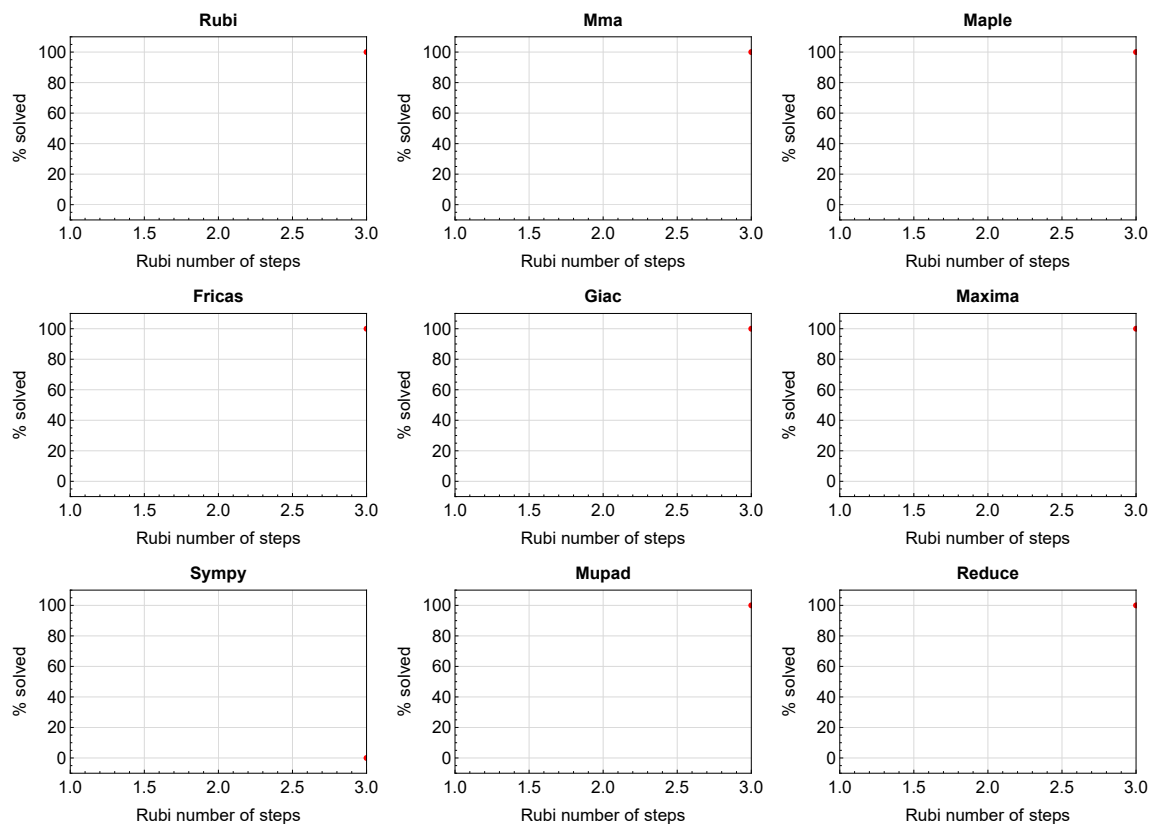 Rubi Mma Maple
100 100 100
80 80 80
60 60 60
40 40 40
20 20 20
0 0 0
% solved % solved % solved
1.0 1.5 2.0 2.5 3.0 1.0 1.5 2.0 2.5 3.0 1.0 1.5 2.0 2.5 3.0
Rubi number of steps Rubi number of steps Rubi number of steps
Fricas Giac Maxima
100 100 100
80 80 80
60 60 60
40 40 40
20 20 20
0 0 0
% solved % solved % solved
1.0 1.5 2.0 2.5 3.0 1.0 1.5 2.0 2.5 3.0 1.0 1.5 2.0 2.5 3.0
Rubi number of steps Rubi number of steps Rubi number of steps
Sympy Mupad Reduce
100 100 100
80 80 80
60 60 60
40 40 40
20 20 20
0 0 0
% solved % solved % solved
1.0 1.5 2.0 2.5 3.0 1.0 1.5 2.0 2.5 3.0 1.0 1.5 2.0 2.5 3.0
Rubi number of steps Rubi number of steps Rubi number of steps